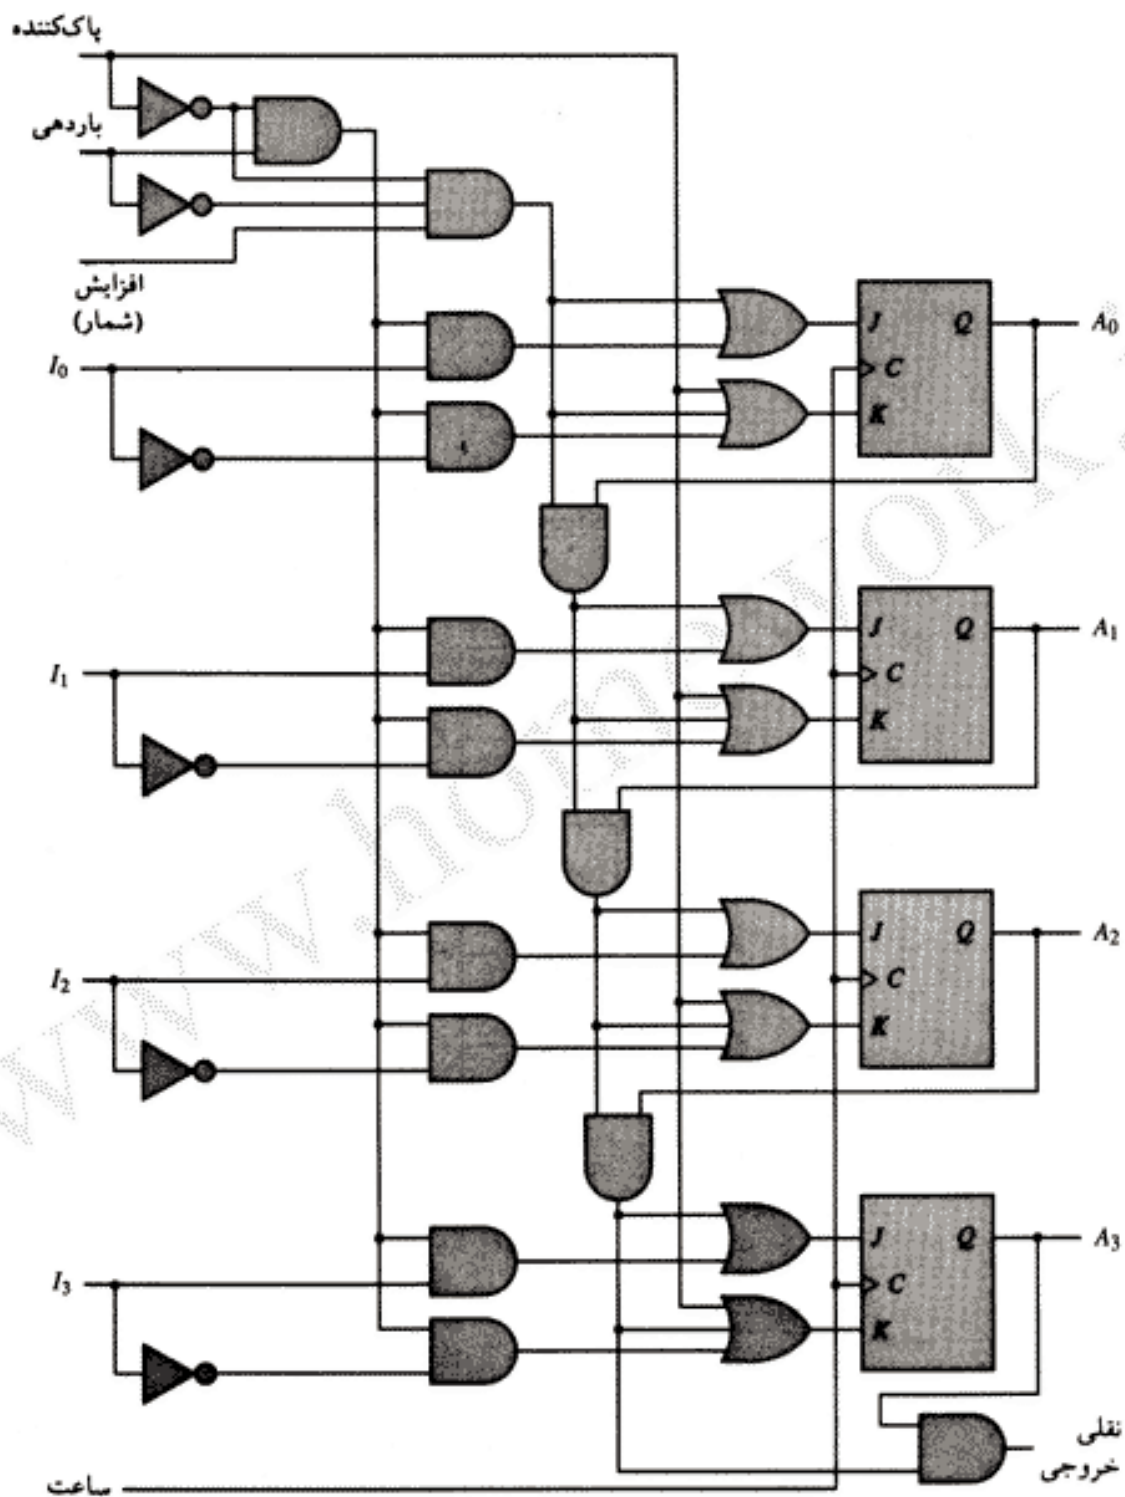 پاک‌کننده
باردهی
افزایش
(شمار)
I0
J Q
A0
C
K
I1
J Q
A1
C
K
I2
J Q
A2
C
K
I3
J Q
A3
C
K
نقلی
خروجی
ساعت